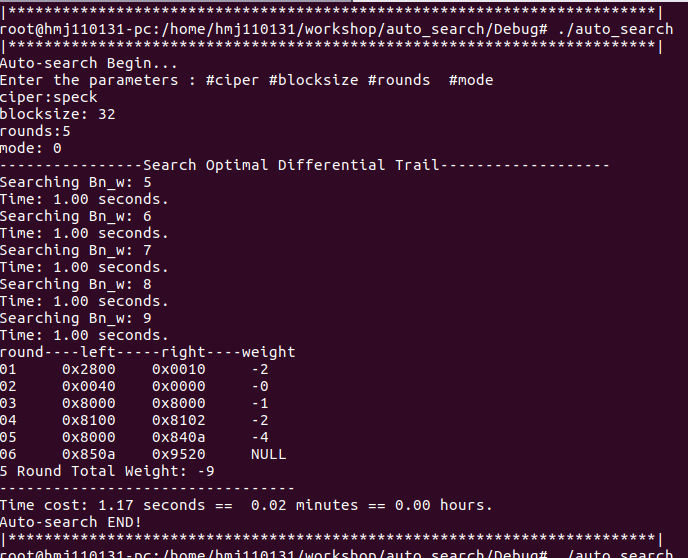 |************************************************************************|
root@hmj110131-pc:/home/hmj110131/workshop/auto_search/Debug# ./auto_search
|************************************************************************|
Auto-search Begin...
Enter the parameters : #ciper #blocksize #rounds  #mode
ciper:speck
blocksize: 32
rounds:5
mode: 0
----------------Search Optimal Differential Trail-------------------
Searching Bn_w: 5
Time: 1.00 seconds.
Searching Bn_w: 6
Time: 1.00 seconds.
Searching Bn_w: 7
Time: 1.00 seconds.
Searching Bn_w: 8
Time: 1.00 seconds.
Searching Bn_w: 9
Time: 1.00 seconds.
round----left-----right----weight
01     0x2800    0x0010     -2
02     0x0040    0x0000     -0
03     0x8000    0x8000     -1
04     0x8100    0x8102     -2
05     0x8000    0x840a     -4
06     0x850a    0x9520     NULL
5 Round Total Weight: -9
---------------------------------
Time cost: 1.17 seconds ==  0.02 minutes == 0.00 hours.
Auto-search END!
|************************************************************************|
root@hmj110131-pc:/home/hmj110131/workshop/auto_search/Debug# ./auto_search